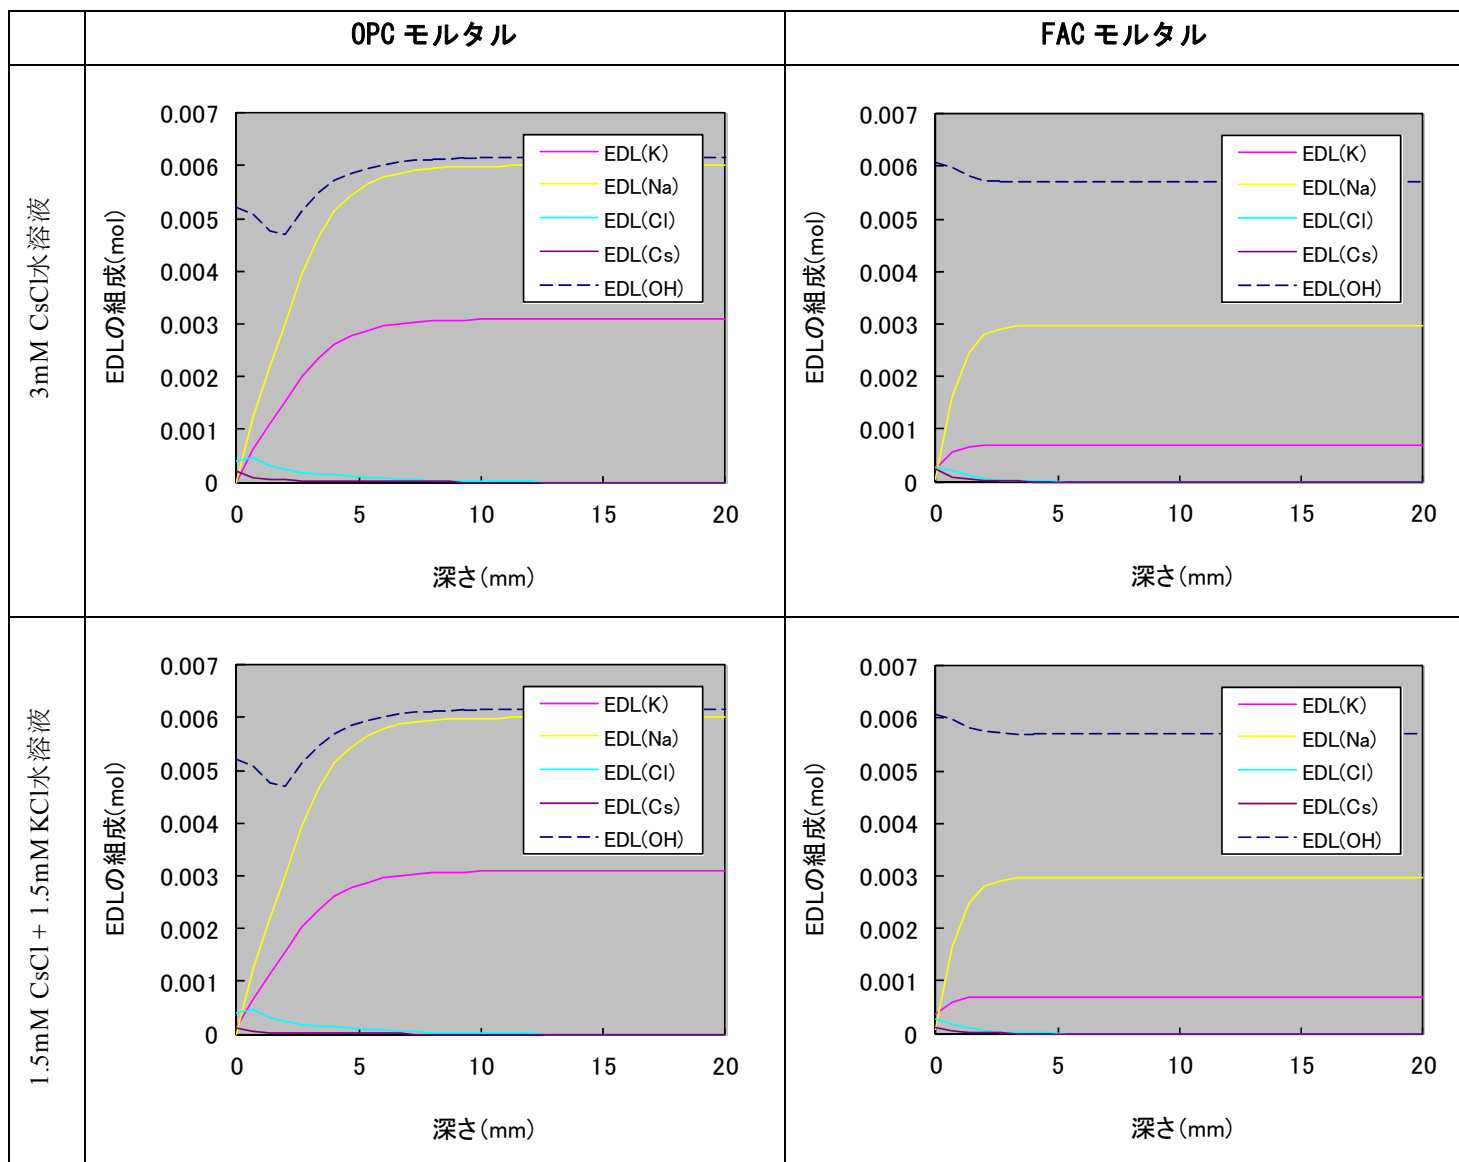 OPC モルタル
FAC モルタル
3mM CsCl水溶液
EDLの組成(mol)
0.007
0.006
0.005
0.004
0.003
0.002
0.001
0
0
5
10
15
20
深さ(mm)
EDL(K)
EDL(Na)
EDL(Cl)
EDL(Cs)
EDL(OH)
EDLの組成(mol)
0.007
0.006
0.005
0.004
0.003
0.002
0.001
0
0
5
10
15
20
深さ(mm)
EDL(K)
EDL(Na)
EDL(Cl)
EDL(Cs)
EDL(OH)
1.5mM CsCl + 1.5mM KCl水溶液
EDLの組成(mol)
0.007
0.006
0.005
0.004
0.003
0.002
0.001
0
0
5
10
15
20
深さ(mm)
EDL(K)
EDL(Na)
EDL(Cl)
EDL(Cs)
EDL(OH)
EDLの組成(mol)
0.007
0.006
0.005
0.004
0.003
0.002
0.001
0
0
5
10
15
20
深さ(mm)
EDL(K)
EDL(Na)
EDL(Cl)
EDL(Cs)
EDL(OH)